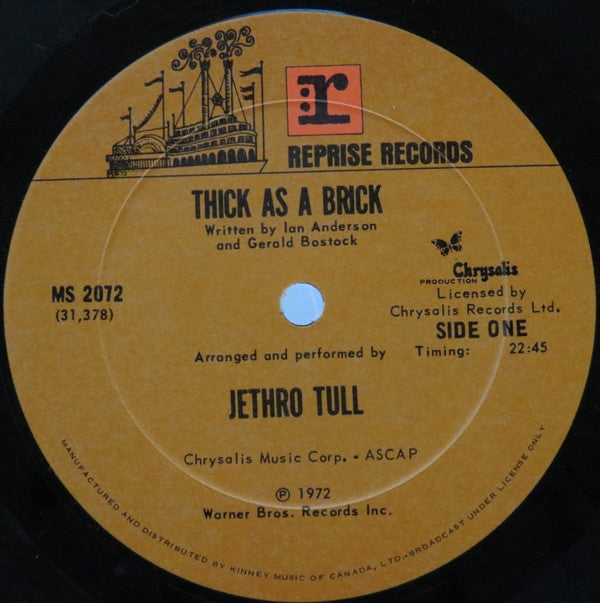 r
REPRISE RECORDS
THICK AS A BRICK
Written by Ian Anderson
and Gerald Bostock
MS 2072
(31,378)
Chrysalis
PRODUCTION
Licensed by
Chrysalis Records Ltd.
SIDE ONE
Timing: 22:45
Arranged and performed by
JETHRO TULL
Chrysalis Music Corp. - ASCAP
℗ 1972
Warner Bros. Records Inc.
MANUFACTURED AND DISTRIBUTED BY KINNEY MUSIC OF CANADA, LTD.-BROADCAST UNDER LICENSE ONLY